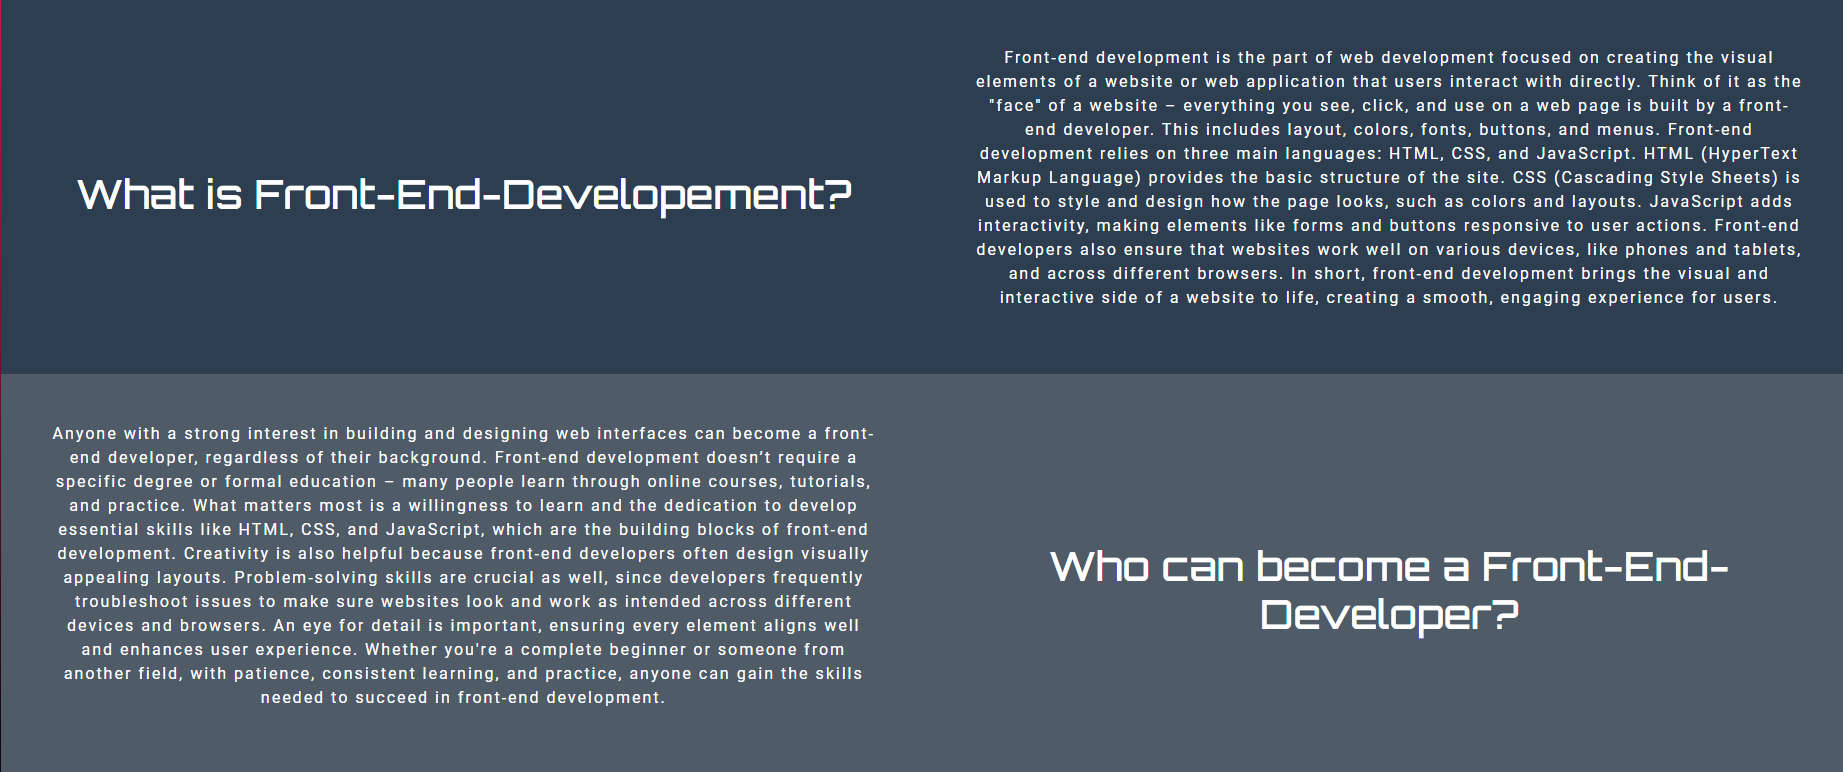 What is Front-End-Developement?
Front-end development is the part of web development focused on creating the visual
elements of a website or web application that users interact with directly. Think of it as the
"face" of a website – everything you see, click, and use on a web page is built by a front-
end developer. This includes layout, colors, fonts, buttons, and menus. Front-end
development relies on three main languages: HTML, CSS, and JavaScript. HTML (HyperText
Markup Language) provides the basic structure of the site. CSS (Cascading Style Sheets) is
used to style and design how the page looks, such as colors and layouts. JavaScript adds
interactivity, making elements like forms and buttons responsive to user actions. Front-end
developers also ensure that websites work well on various devices, like phones and tablets,
and across different browsers. In short, front-end development brings the visual and
interactive side of a website to life, creating a smooth, engaging experience for users.
Anyone with a strong interest in building and designing web interfaces can become a front-
end developer, regardless of their background. Front-end development doesn’t require a
specific degree or formal education – many people learn through online courses, tutorials,
and practice. What matters most is a willingness to learn and the dedication to develop
essential skills like HTML, CSS, and JavaScript, which are the building blocks of front-end
development. Creativity is also helpful because front-end developers often design visually
appealing layouts. Problem-solving skills are crucial as well, since developers frequently
troubleshoot issues to make sure websites look and work as intended across different
devices and browsers. An eye for detail is important, ensuring every element aligns well
and enhances user experience. Whether you're a complete beginner or someone from
another field, with patience, consistent learning, and practice, anyone can gain the skills
needed to succeed in front-end development.
Who can become a Front-End-
Developer?